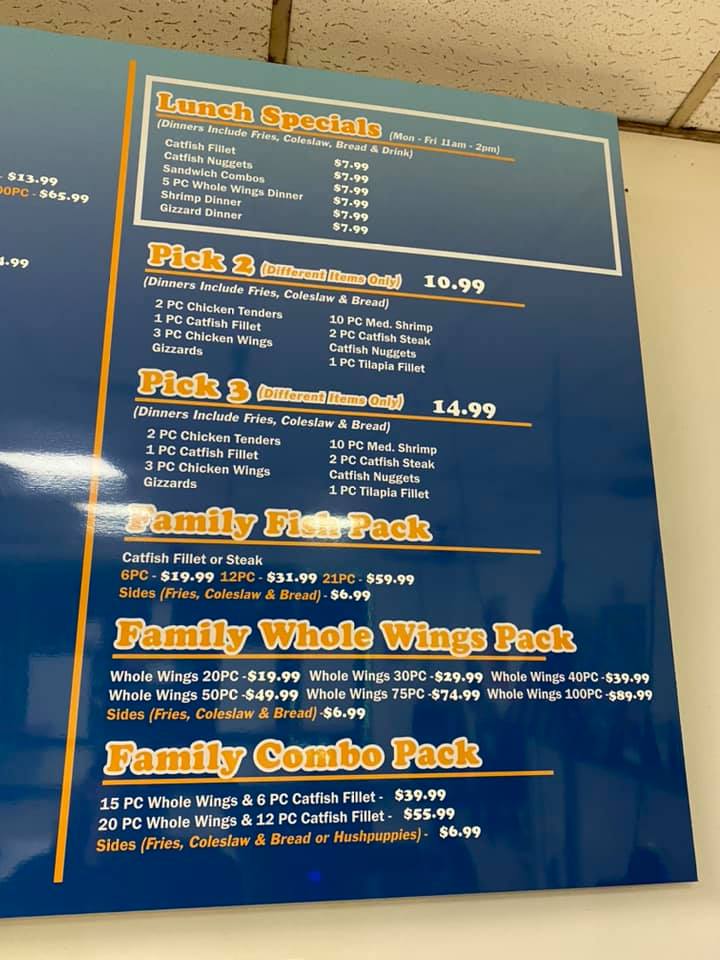 - $13.99
00PC - $65.99
4.99
Lunch Specials (Mon - Fri 11am - 2pm)
(Dinners Include Fries, Coleslaw, Bread & Drink)
Catfish Fillet $7.99
Catfish Nuggets $7.99
Sandwich Combos $7.99
5 PC Whole Wings Dinner $7.99
Shrimp Dinner $7.99
Gizzard Dinner $7.99
Pick 2 (Different Items Only) 10.99
(Dinners Include Fries, Coleslaw & Bread)
2 PC Chicken Tenders 10 PC Med. Shrimp
1 PC Catfish Fillet 2 PC Catfish Steak
3 PC Chicken Wings Catfish Nuggets
Gizzards 1 PC Tilapia Fillet
Pick 3 (Different Items Only) 14.99
(Dinners Include Fries, Coleslaw & Bread)
2 PC Chicken Tenders 10 PC Med. Shrimp
1 PC Catfish Fillet 2 PC Catfish Steak
3 PC Chicken Wings Catfish Nuggets
Gizzards 1 PC Tilapia Fillet
Family Fish Pack
Catfish Fillet or Steak
6PC - $19.99 12PC - $31.99 21PC - $59.99
Sides (Fries, Coleslaw & Bread) - $6.99
Family Whole Wings Pack
Whole Wings 20PC -$19.99 Whole Wings 30PC -$29.99 Whole Wings 40PC -$39.99
Whole Wings 50PC -$49.99 Whole Wings 75PC -$74.99 Whole Wings 100PC -$89.99
Sides (Fries, Coleslaw & Bread) -$6.99
Family Combo Pack
15 PC Whole Wings & 6 PC Catfish Fillet - $39.99
20 PC Whole Wings & 12 PC Catfish Fillet - $55.99
Sides (Fries, Coleslaw & Bread or Hushpuppies) - $6.99